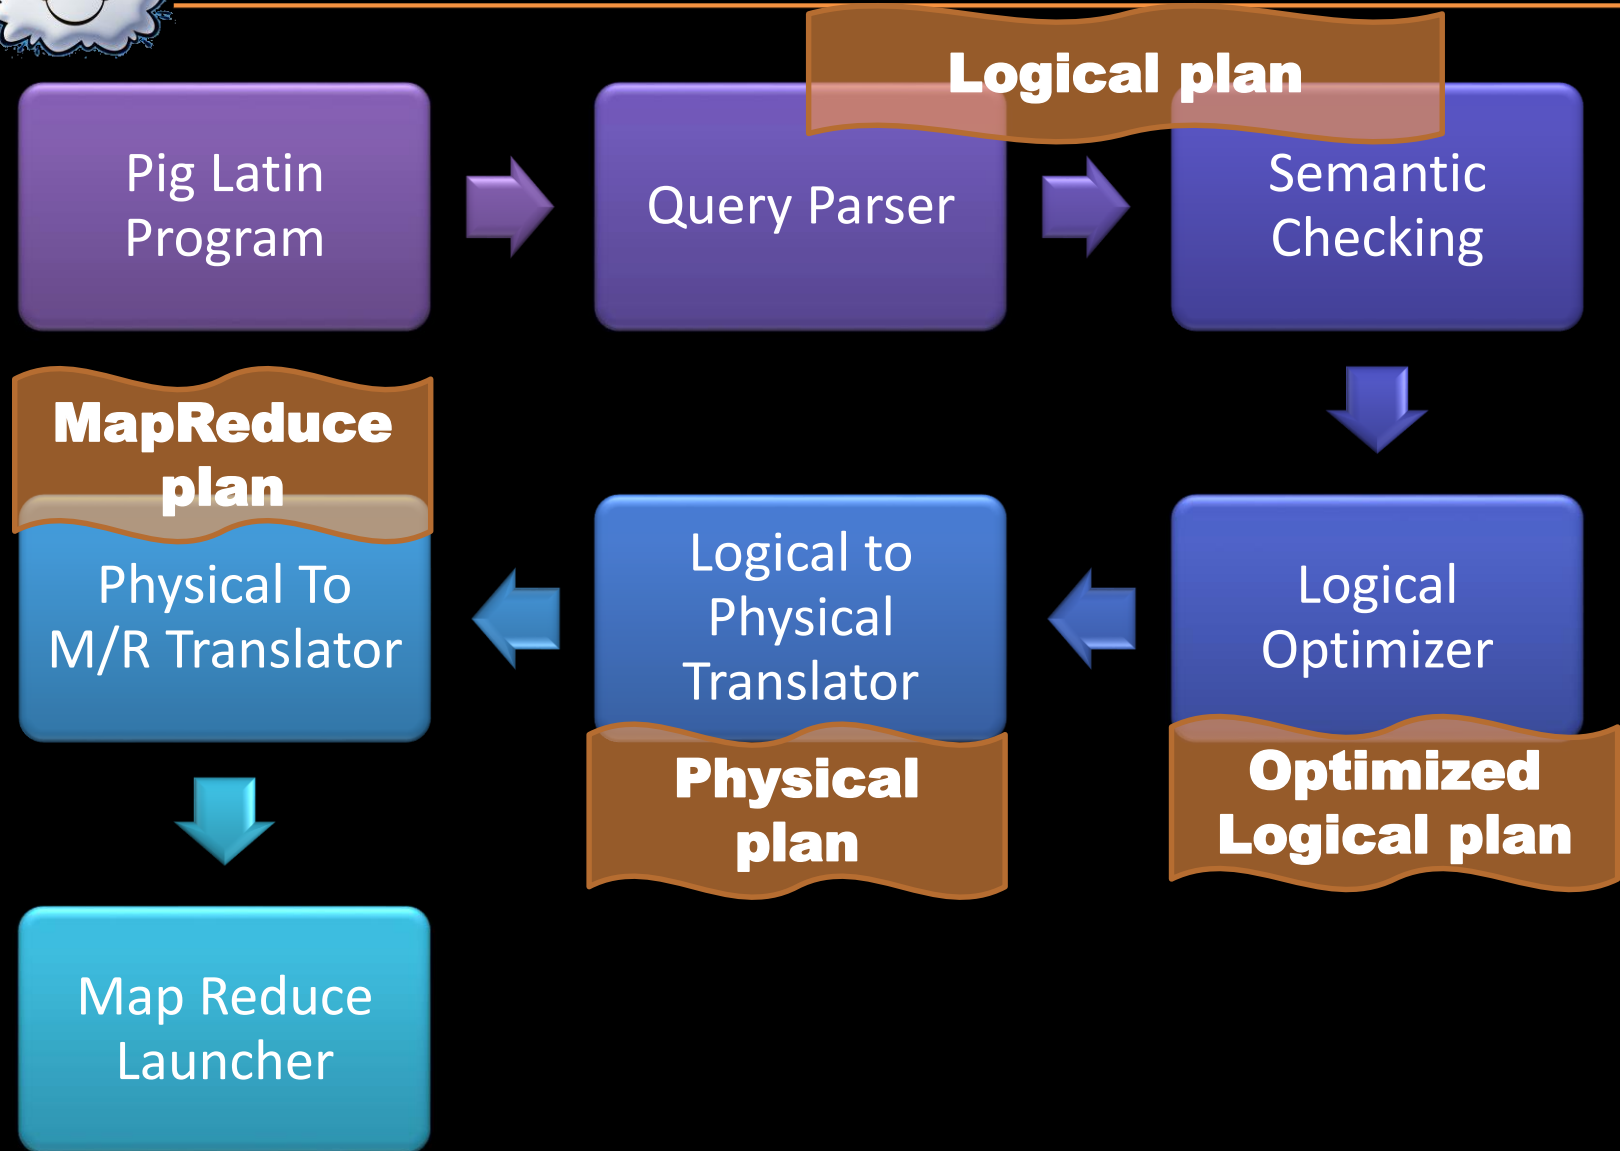 Logical plan
Pig Latin
Program
Query Parser
Semantic
Checking
MapReduce
plan
Physical To
M/R Translator
Logical to
Physical
Translator
Logical
Optimizer
Physical
plan
Optimized
Logical plan
Map Reduce
Launcher